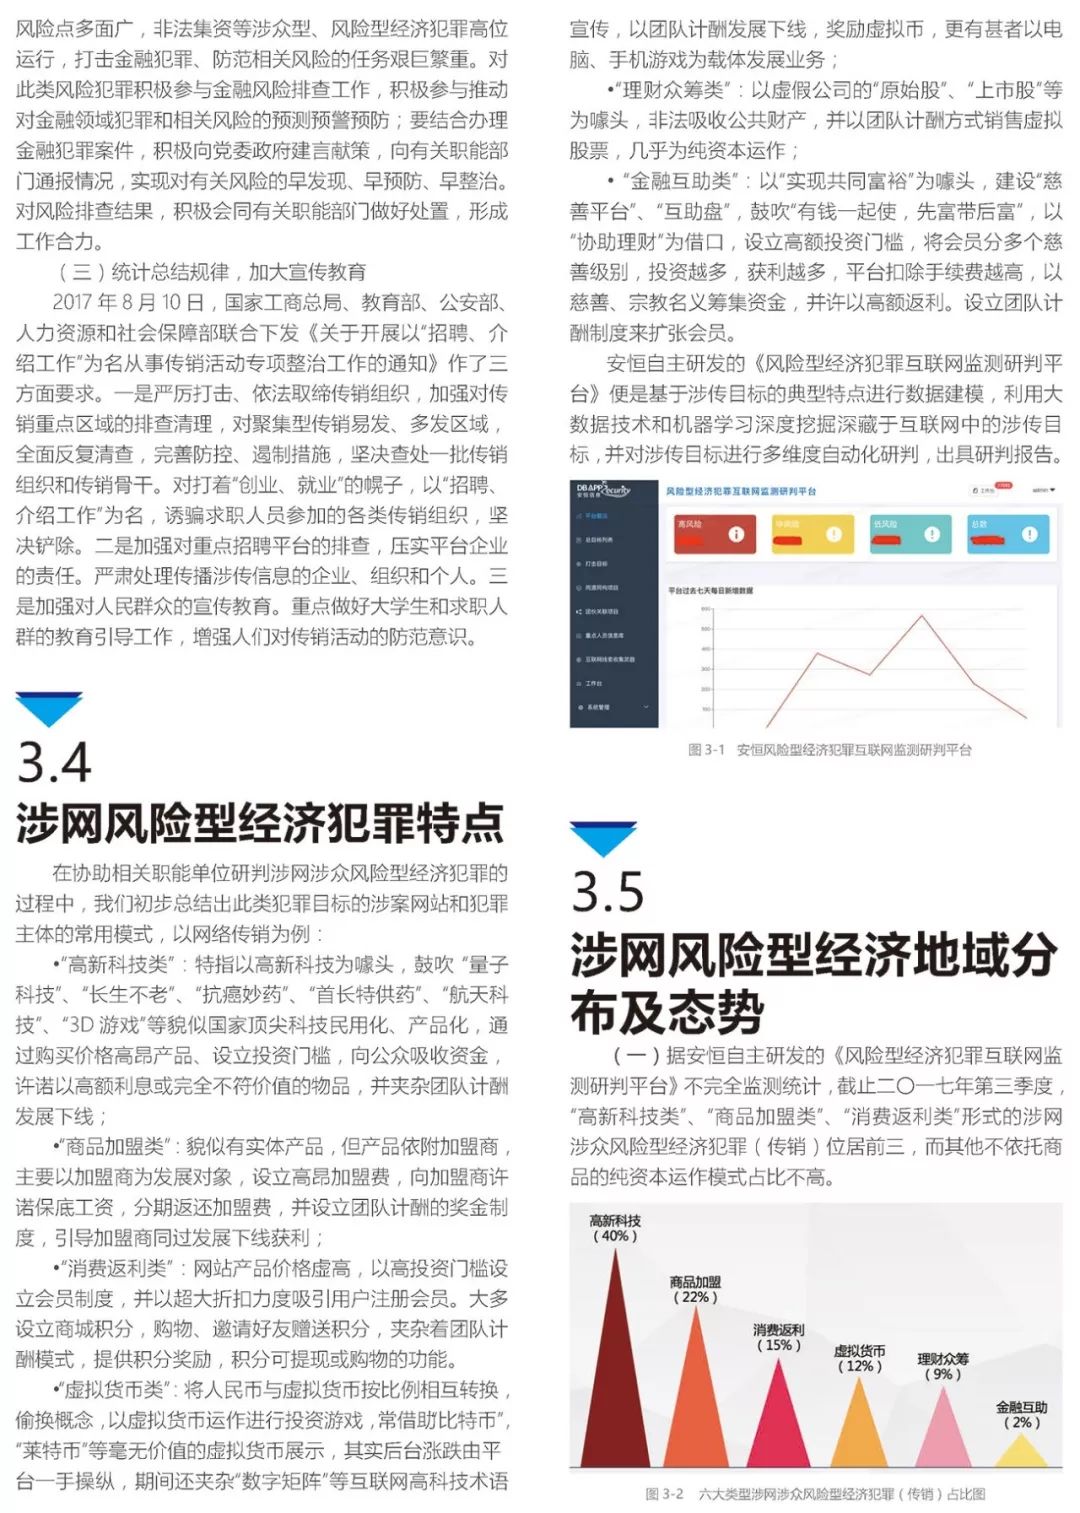 风险点多面广，非法集资等涉众型、风险型经济犯罪高位
运行，打击金融犯罪、防范相关风险的任务艰巨繁重。对
此类风险犯罪积极参与金融风险排查工作，积极参与推动
对金融领域犯罪和相关风险的预测预警预防；要结合办理
金融犯罪案件，积极向党委政府建言献策，向有关职能部
门通报情况，实现对有关风险的早发现、早预防、早整治。
对风险排查结果，积极会同有关职能部门做好处置，形成
工作合力。
（三）统计总结规律，加大宣传教育
2017 年 8 月 10 日，国家工商总局、教育部、公安部、
人力资源和社会保障部联合下发《关于开展以“招聘、介
绍工作”为名从事传销活动专项整治工作的通知》作了三
方面要求。一是严厉打击、依法取缔传销组织，加强对传
销重点区域的排查清理，对聚集型传销易发、多发区域，
全面反复清查，完善防控、遏制措施，坚决查处一批传销
组织和传销骨干。对打着“创业、就业”的幌子，以“招聘、
介绍工作”为名，诱骗求职人员参加的各类传销组织，坚
决铲除。二是加强对重点招聘平台的排查，压实平台企业
的责任。严肃处理传播涉传信息的企业、组织和个人。三
是加强对人民群众的宣传教育。重点做好大学生和求职人
群的教育引导工作，增强人们对传销活动的防范意识。
3.4
涉网风险型经济犯罪特点
在协助相关职能单位研判涉网涉众风险型经济犯罪的
过程中，我们初步总结出此类犯罪目标的涉案网站和犯罪
主体的常用模式，以网络传销为例：
•“高新科技类”：特指以高新科技为噱头，鼓吹 “量子
科技”、“长生不老”、“抗癌妙药”、“首长特供药”、“航天科
技”、“3D 游戏”等貌似国家顶尖科技民用化、产品化，通
过购买价格高昂产品、设立投资门槛，向公众吸收资金，
许诺以高额利息或完全不符价值的物品，并夹杂团队计酬
发展下线；
•“商品加盟类”：貌似有实体产品，但产品依附加盟商，
主要以加盟商为发展对象，设立高昂加盟费，向加盟商许
诺保底工资，分期返还加盟费，并设立团队计酬的奖金制
度，引导加盟商同过发展下线获利；
•“消费返利类”：网站产品价格虚高，以高投资门槛设
立会员制度，并以超大折扣力度吸引用户注册会员。大多
设立商城积分，购物、邀请好友赠送积分，夹杂着团队计
酬模式，提供积分奖励，积分可提现或购物的功能。
•“虚拟货币类”：将人民币与虚拟货币按比例相互转换，
偷换概念，以虚拟货币运作进行投资游戏，常借助“比特币”，
“莱特币”等毫无价值的虚拟货币展示，其实后台涨跌由平
台一手操纵，期间还夹杂“数字矩阵”等互联网高科技术语
宣传，以团队计酬发展下线，奖励虚拟币，更有甚者以电
脑、手机游戏为载体发展业务；
•“理财众筹类”：以虚假公司的“原始股”、“上市股”等
为噱头，非法吸收公共财产，并以团队计酬方式销售虚拟
股票，几乎为纯资本运作；
• “金融互助类”：以“实现共同富裕”为噱头，建设“慈
善平台”、“互助盘”，鼓吹“有钱一起使，先富带后富”，以
“协助理财”为借口，设立高额投资门槛，将会员分多个慈
善级别，投资越多，获利越多，平台扣除手续费越高，以
慈善、宗教名义筹集资金，并许以高额返利。设立团队计
酬制度来扩张会员。
安恒自主研发的《风险型经济犯罪互联网监测研判平
台》便是基于涉传目标的典型特点进行数据建模，利用大
数据技术和机器学习深度挖掘深藏于互联网中的涉传目
标，并对涉传目标进行多维度自动化研判，出具研判报告。
DBAPP Security
安恒信息
风险型经济犯罪互联网监测研判平台
工作台
admin
平台概况
总目标列表
打击目标
同源同构项目
团伙关联项目
重点人员信息库
互联网线索收集武器
工作台
系统管理
高风险
中风险
低风险
总数
平台过去七天每日新增数据
600
500
400
300
200
100
图 3-1 安恒风险型经济犯罪互联网监测研判平台
3.5
涉网风险型经济地域分
布及态势
（一）据安恒自主研发的《风险型经济犯罪互联网监
测研判平台》不完全监测统计，截止二〇一七年第三季度，
“高新科技类”、“商品加盟类”、“消费返利类”形式的涉网
涉众风险型经济犯罪（传销）位居前三，而其他不依托商
品的纯资本运作模式占比不高。
高新科技
（40%）
商品加盟
（22%）
消费返利
（15%）
虚拟货币
（12%）
理财众筹
（9%）
金融互助
（2%）
图 3-2 六大类型涉网涉众风险型经济犯罪（传销）占比图